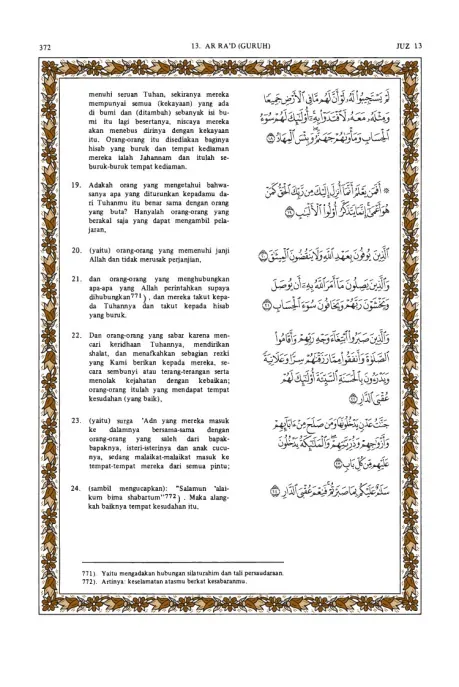 372
13. AR RA'D (GURUH)
JUZ 13
menuhi seruan Tuhan, sekiranya mereka
mempunyai semua (kekayaan) yang ada
di bumi dan (ditambah) sebanyak isi bu-
mi itu lagi besertanya, niscaya mereka
akan menebus dirinya dengan kekayaan
itu. Orang-orang itu disediakan baginya
hisab yang buruk dan tempat kediaman
mereka ialah Jahannam dan itulah se-
buruk-buruk tempat kediaman.
لَمْ يَسْتَجِيبُوا لَهُ لَوْ أَنَّ لَهُمْ مَا فِي الْأَرْضِ جَمِيعًا
وَمِثْلَهُ مَعَهُ لَافْتَدَوْا بِهِ أُولَٰئِكَ لَهُمْ سُوءُ
الْحِسَابِ وَمَأْوَاهُمْ جَهَنَّمُ وَبِئْسَ الْمِهَادُ ١٨
19. Adakah orang yang mengetahui bahwa-
sanya apa yang diturunkan kepadamu da-
ri Tuhanmu itu benar sama dengan orang
yang buta? Hanyalah orang-orang yang
berakal saja yang dapat mengambil pela-
jaran,
* أَفَمَنْ يَعْلَمُ أَنَّمَا أُنْزِلَ إِلَيْكَ مِنْ رَبِّكَ الْحَقُّ كَمَنْ
هُوَ أَعْمَىٰ إِنَّمَا يَتَذَكَّرُ أُولُوا الْأَلْبَابِ ١٩
20. (yaitu) orang-orang yang memenuhi janji
Allah dan tidak merusak perjanjian,
الَّذِينَ يُوفُونَ بِعَهْدِ اللَّهِ وَلَا يَنْقُضُونَ الْمِيثَاقَ ٢٠
21. dan orang-orang yang menghubungkan
apa-apa yang Allah perintahkan supaya
dihubungkan771), dan mereka takut kepa-
da Tuhannya dan takut kepada hisab
yang buruk.
وَالَّذِينَ يَصِلُونَ مَا أَمَرَ اللَّهُ بِهِ أَنْ يُوصَلَ
وَيَخْشَوْنَ رَبَّهُمْ وَيَخَافُونَ سُوءَ الْحِسَابِ ٢١
22. Dan orang-orang yang sabar karena men-
cari keridhaan Tuhannya, mendirikan
shalat, dan menafkahkan sebagian rezki
yang Kami berikan kepada mereka, se-
cara sembunyi atau terang-terangan serta
menolak kejahatan dengan kebaikan;
orang-orang itulah yang mendapat tempat
kesudahan (yang baik),
وَالَّذِينَ صَبَرُوا ابْتِغَاءَ وَجْهِ رَبِّهِمْ وَأَقَامُوا
الصَّلَاةَ وَأَنْفَقُوا مِمَّا رَزَقْنَاهُمْ سِرًّا وَعَلَانِيَةً
وَيَدْرَءُونَ بِالْحَسَنَةِ السَّيِّئَةَ أُولَٰئِكَ لَهُمْ
عُقْبَى الدَّارِ ٢٢
23. (yaitu) surga 'Adn yang mereka masuk
ke dalamnya bersama-sama dengan
orang-orang yang saleh dari bapak-
bapaknya, isteri-isterinya dan anak cucu-
nya, sedang malaikat-malaikat masuk ke
tempat-tempat mereka dari semua pintu;
جَنَّاتُ عَدْنٍ يَدْخُلُونَهَا وَمَنْ صَلَحَ مِنْ آبَائِهِمْ
وَأَزْوَاجِهِمْ وَذُرِّيَّاتِهِمْ وَالْمَلَائِكَةُ يَدْخُلُونَ
عَلَيْهِمْ مِنْ كُلِّ بَابٍ ٢٣
24. (sambil mengucapkan): "Salamun 'alai-
kum bima shabartum"772). Maka alang-
kah baiknya tempat kesudahan itu.
سَلَامٌ عَلَيْكُمْ بِمَا صَبَرْتُمْ فَنِعْمَ عُقْبَى الدَّارِ ٢٤
771). Yaitu mengadakan hubungan silaturahim dan tali persaudaraan.
772). Artinya: keselamatan atasmu berkat kesabaranmu.